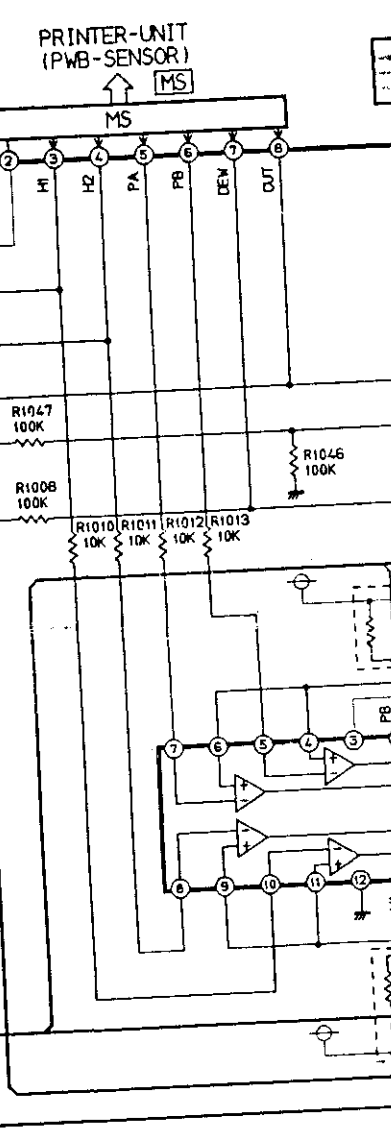 PRINTER-UNIT
(PWB-SENSOR)
MS
MS
2 3 4 5 6 7 8
H1 H2 PA PB DEW CUT
R1047
100K
R1046
100K
R1008
100K
R1010 R1011 R1012 R1013
10K 10K 10K 10K
PB
7 6 5 4 3
+ + - -
- - + +
8 9 10 11 12